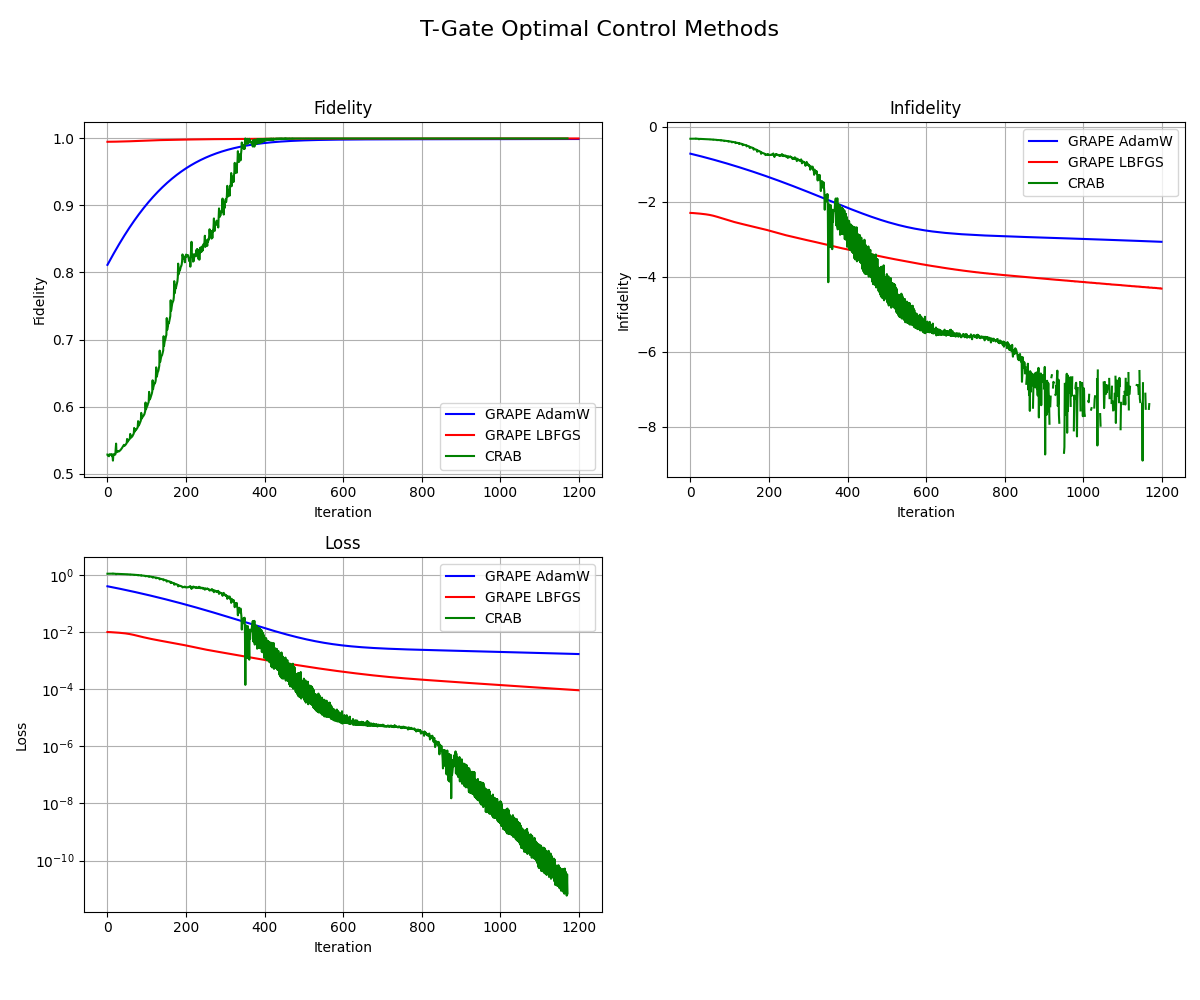 T-Gate Optimal Control Methods
Fidelity
Fidelity
1.0
0.9
0.8
0.7
0.6
0.5
0 200 400 600 800 1000 1200
Iteration
GRAPE AdamW
GRAPE LBFGS
CRAB
Infidelity
Infidelity
0
−2
−4
−6
−8
0 200 400 600 800 1000 1200
Iteration
GRAPE AdamW
GRAPE LBFGS
CRAB
Loss
Loss
10⁰
10⁻²
10⁻⁴
10⁻⁶
10⁻⁸
10⁻¹⁰
0 200 400 600 800 1000 1200
Iteration
GRAPE AdamW
GRAPE LBFGS
CRAB